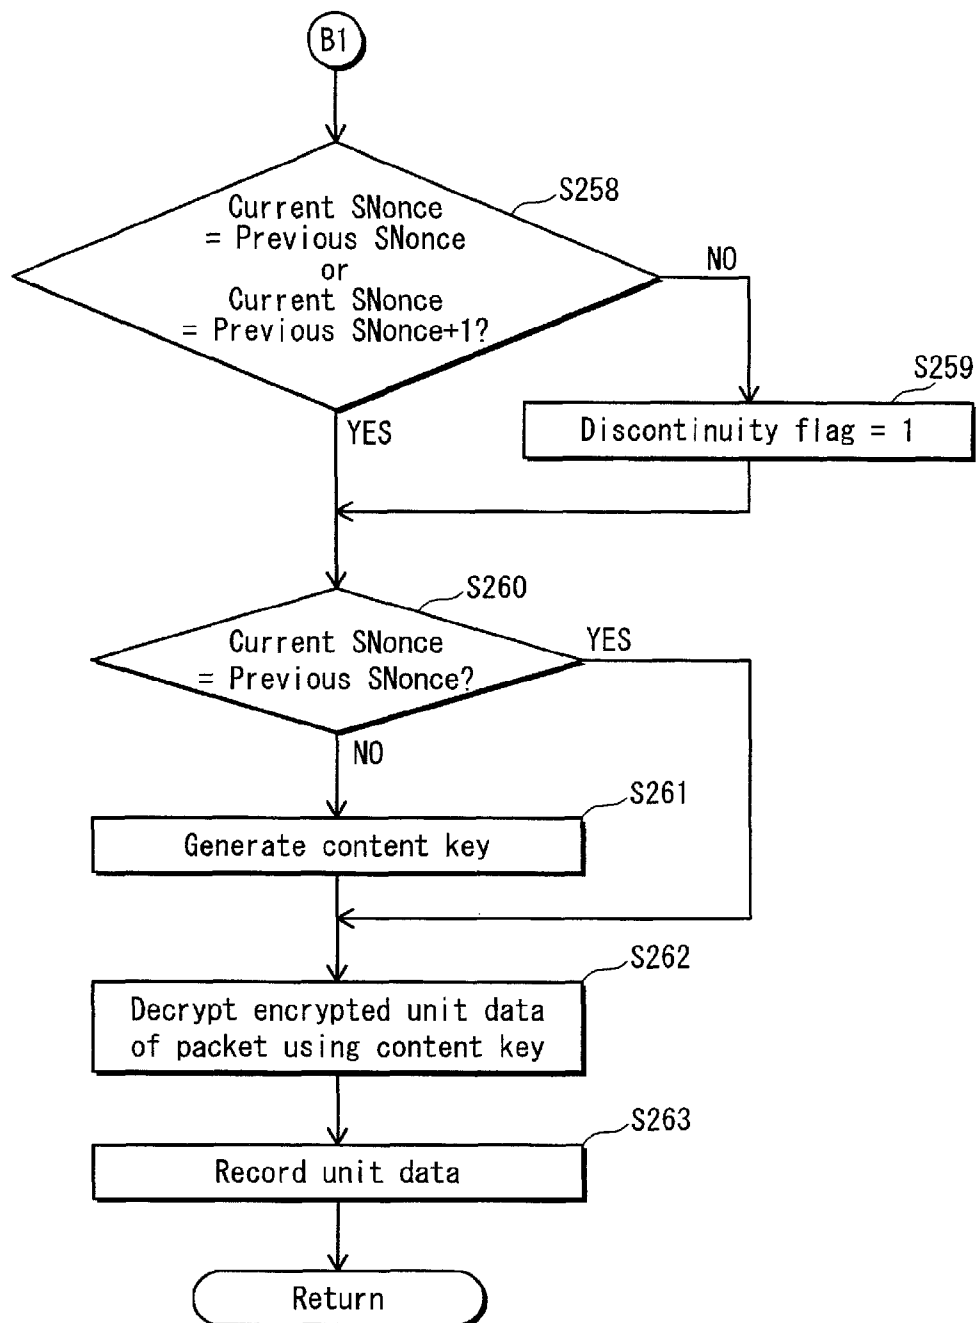 B1
S258
Current SNonce
= Previous SNonce
or
Current SNonce
= Previous SNonce+1?
NO
S259
Discontinuity flag = 1
YES
S260
Current SNonce
= Previous SNonce?
YES
NO
S261
Generate content key
S262
Decrypt encrypted unit data
of packet using content key
S263
Record unit data
Return